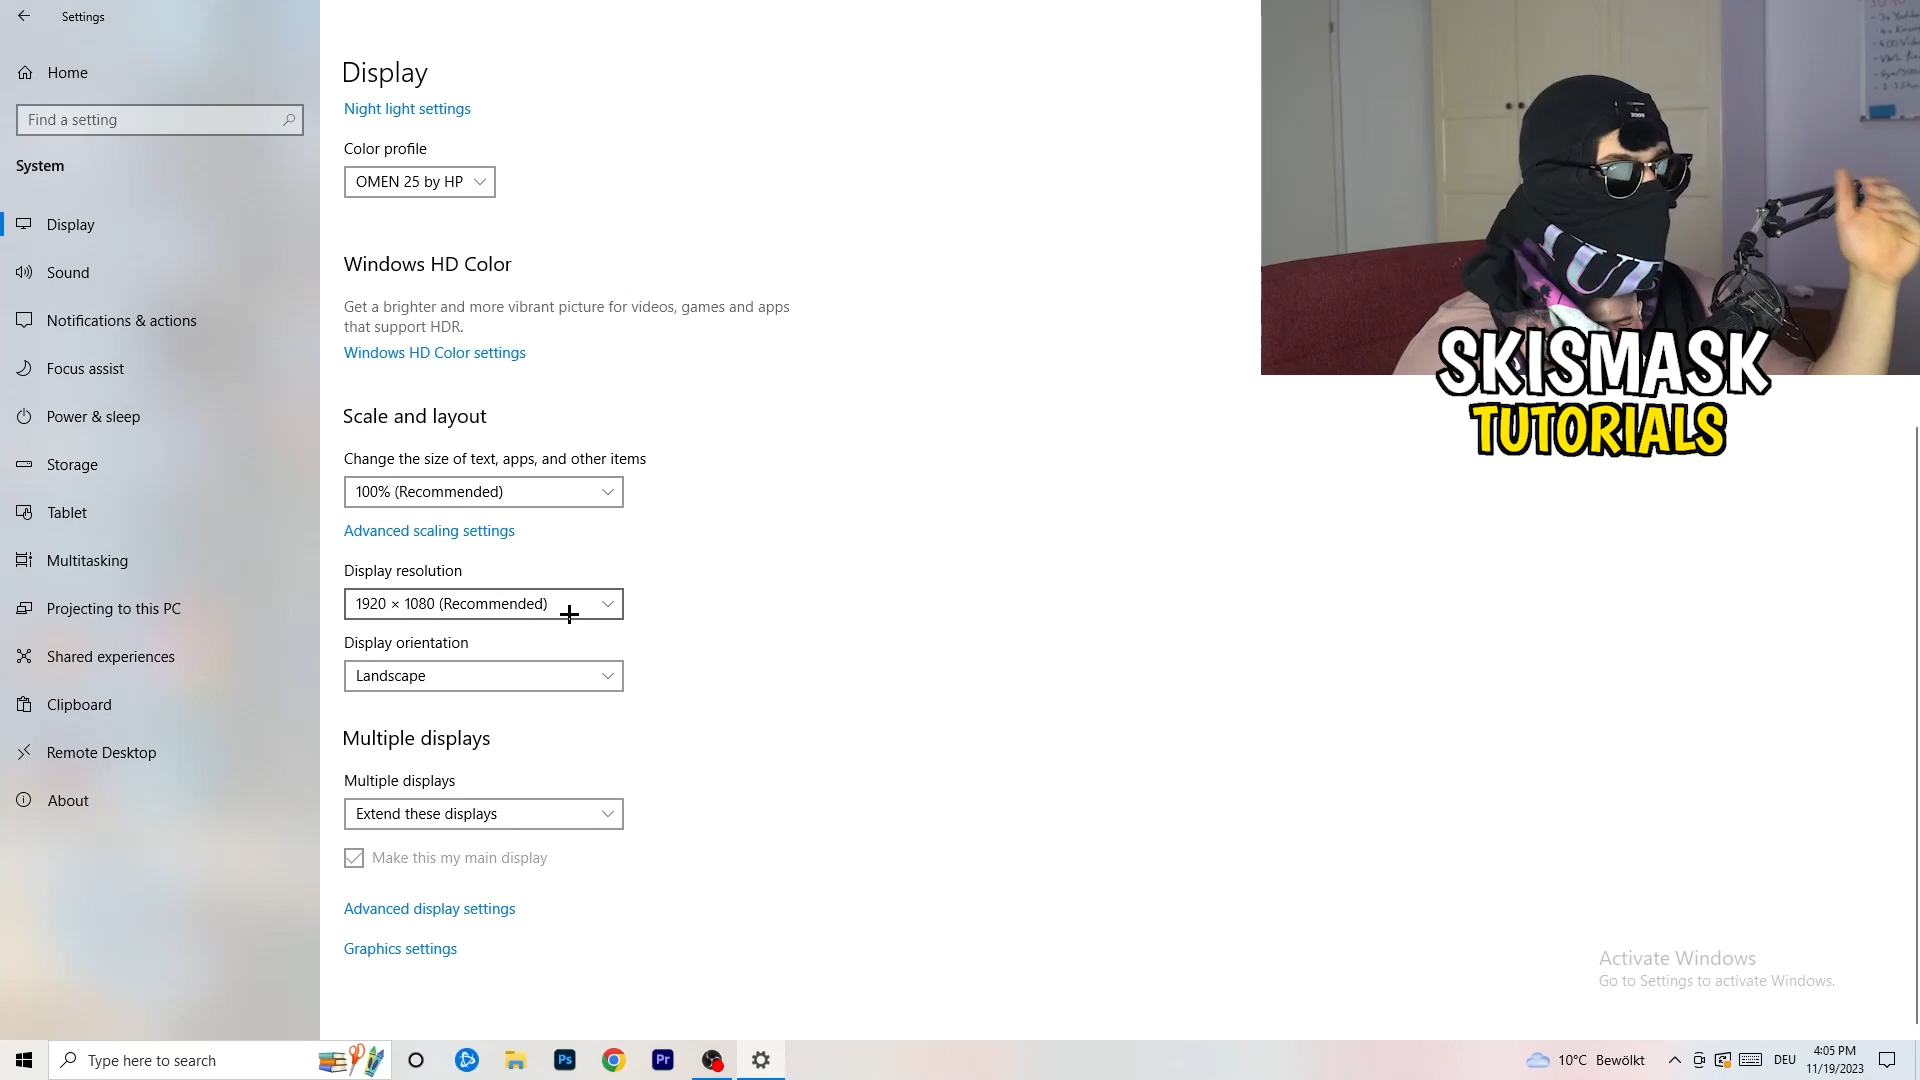 Settings
Home
Find a setting
System
Display
Sound
Notifications & actions
Focus assist
Power & sleep
Storage
Tablet
Multitasking
Projecting to this PC
Shared experiences
Clipboard
Remote Desktop
About
Display
Night light settings
Color profile
OMEN 25 by HP
Windows HD Color
Get a brighter and more vibrant picture for videos, games and apps
that support HDR.
Windows HD Color settings
Scale and layout
Change the size of text, apps, and other items
100% (Recommended)
Advanced scaling settings
Display resolution
1920 × 1080 (Recommended)
Display orientation
Landscape
Multiple displays
Multiple displays
Extend these displays
Make this my main display
Advanced display settings
Graphics settings
SKISMASK
TUTORIALS
Activate Windows
Go to Settings to activate Windows.
Type here to search
Ps
Pr
10°C Bewölkt
DEU
4:05 PM
11/19/2023